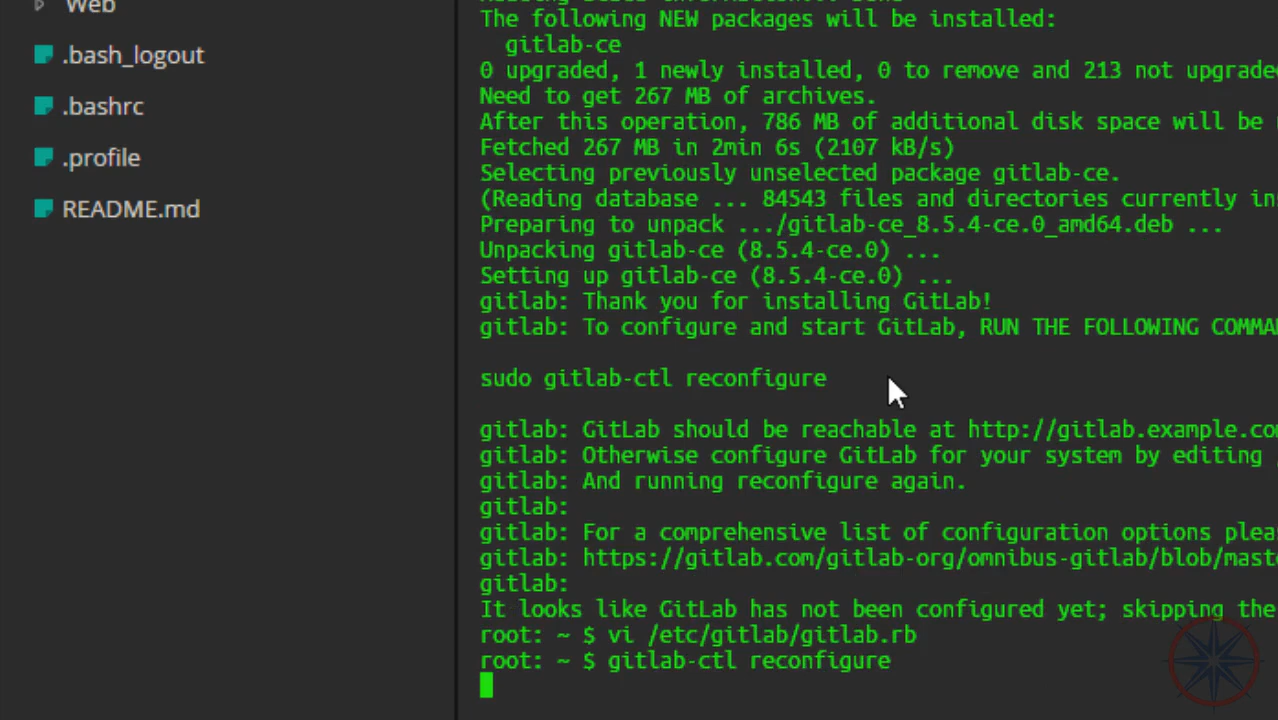 Web
.bash_logout
.bashrc
.profile
README.md
The following NEW packages will be installed:
gitlab-ce
0 upgraded, 1 newly installed, 0 to remove and 213 not upgraded
Need to get 267 MB of archives.
After this operation, 786 MB of additional disk space will be
Fetched 267 MB in 2min 6s (2107 kB/s)
Selecting previously unselected package gitlab-ce.
(Reading database ... 84543 files and directories currently in
Preparing to unpack .../gitlab-ce_8.5.4-ce.0_amd64.deb ...
Unpacking gitlab-ce (8.5.4-ce.0) ...
Setting up gitlab-ce (8.5.4-ce.0) ...
gitlab: Thank you for installing GitLab!
gitlab: To configure and start GitLab, RUN THE FOLLOWING COMMA
sudo gitlab-ctl reconfigure
gitlab: GitLab should be reachable at http://gitlab.example.co
gitlab: Otherwise configure GitLab for your system by editing
gitlab: And running reconfigure again.
gitlab:
gitlab: For a comprehensive list of configuration options plea
gitlab: https://gitlab.com/gitlab-org/omnibus-gitlab/blob/mast
gitlab:
It looks like GitLab has not been configured yet; skipping the
root: ~ $ vi /etc/gitlab/gitlab.rb
root: ~ $ gitlab-ctl reconfigure